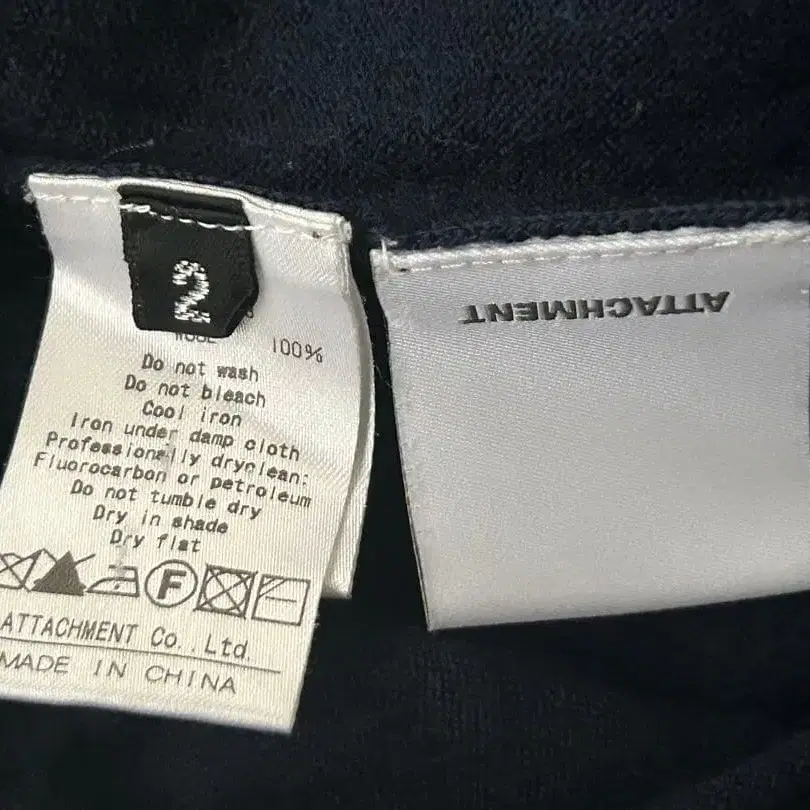 2
100%
Do not wash
Do not bleach
Cool iron
Iron under damp cloth
Professionally dryclean:
Fluorocarbon or petroleum
Do not tumble dry
Dry in shade
Dry flat
F
ATTACHMENT Co., Ltd.
MADE IN CHINA
ATTACHMENT